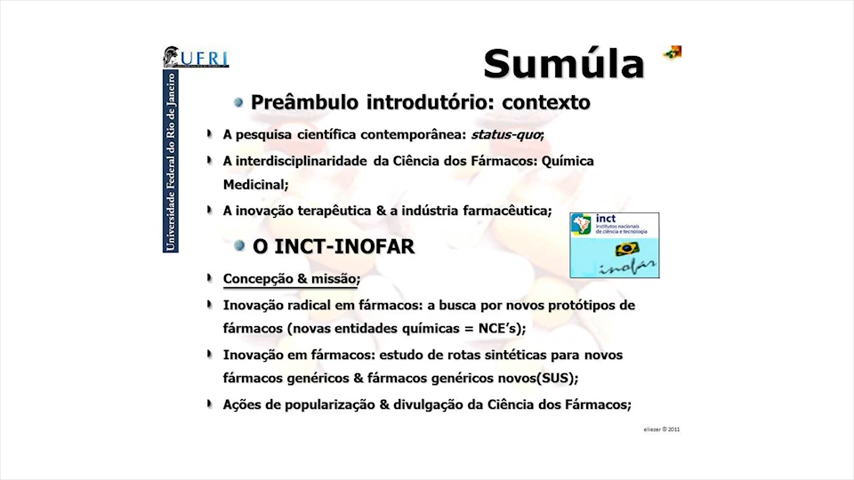 UFRJ
Sumúla
Universidade Federal do Rio de Janeiro
Preâmbulo introdutório: contexto
A pesquisa científica contemporânea: status-quo;
A interdisciplinaridade da Ciência dos Fármacos: Química
Medicinal;
A inovação terapêutica & a indústria farmacêutica;
inct
institutos nacionais
de ciência e tecnologia
inofar
O INCT-INOFAR
Concepção & missão;
Inovação radical em fármacos: a busca por novos protótipos de
fármacos (novas entidades químicas = NCE’s);
Inovação em fármacos: estudo de rotas sintéticas para novos
fármacos genéricos & fármacos genéricos novos(SUS);
Ações de popularização & divulgação da Ciência dos Fármacos;
eliezer © 2011